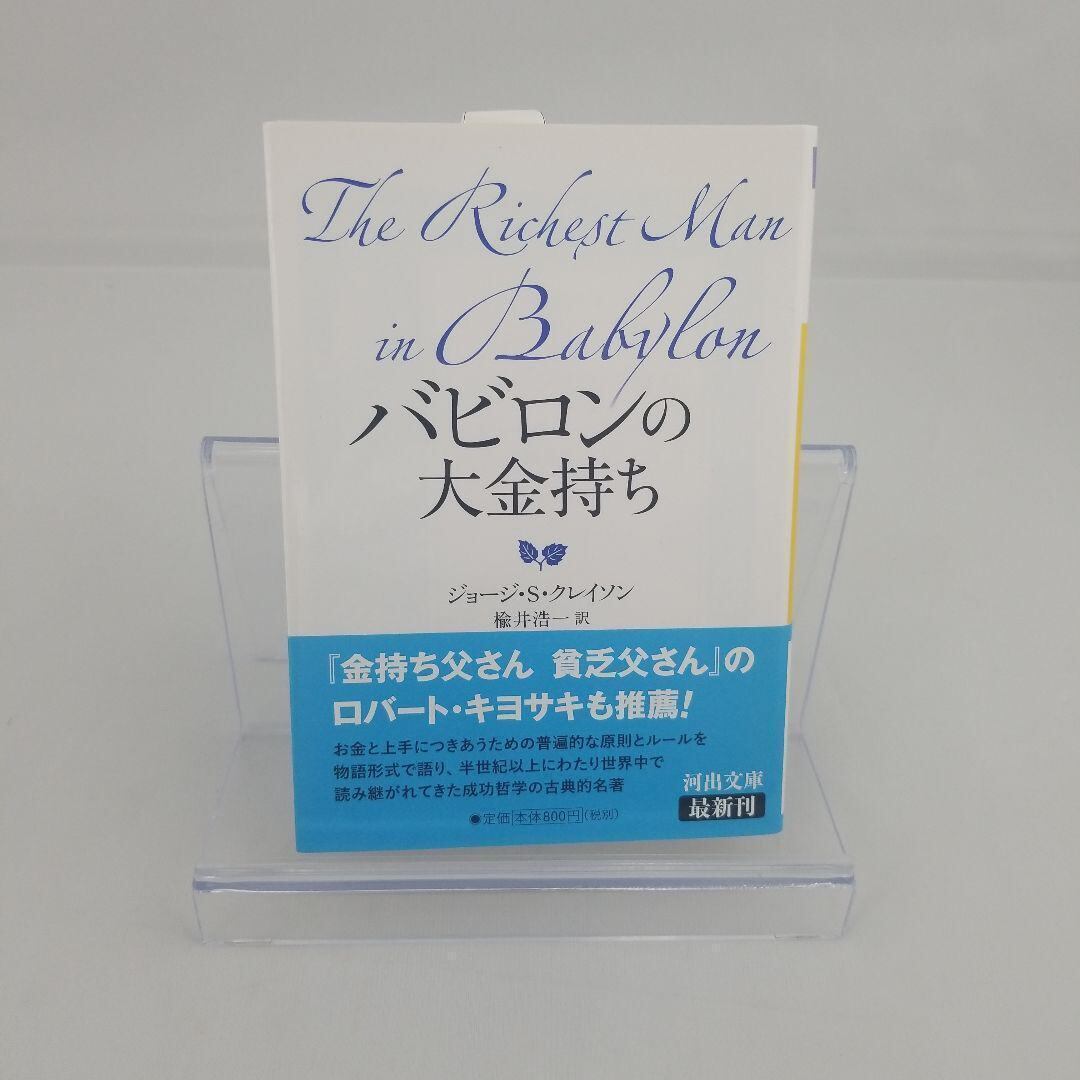 The Richest Man
in Babylon
バビロンの
大金持ち
ジョージ・S・クレイソン
楡井浩一 訳
『金持ち父さん 貧乏父さん』の
ロバート・キヨサキも推薦!
お金と上手につきあうための普遍的な原則とルールを
物語形式で語り、半世紀以上にわたり世界中で
読み継がれてきた成功哲学の古典的名著
●定価 本体800円(税別)
河出文庫
最新刊